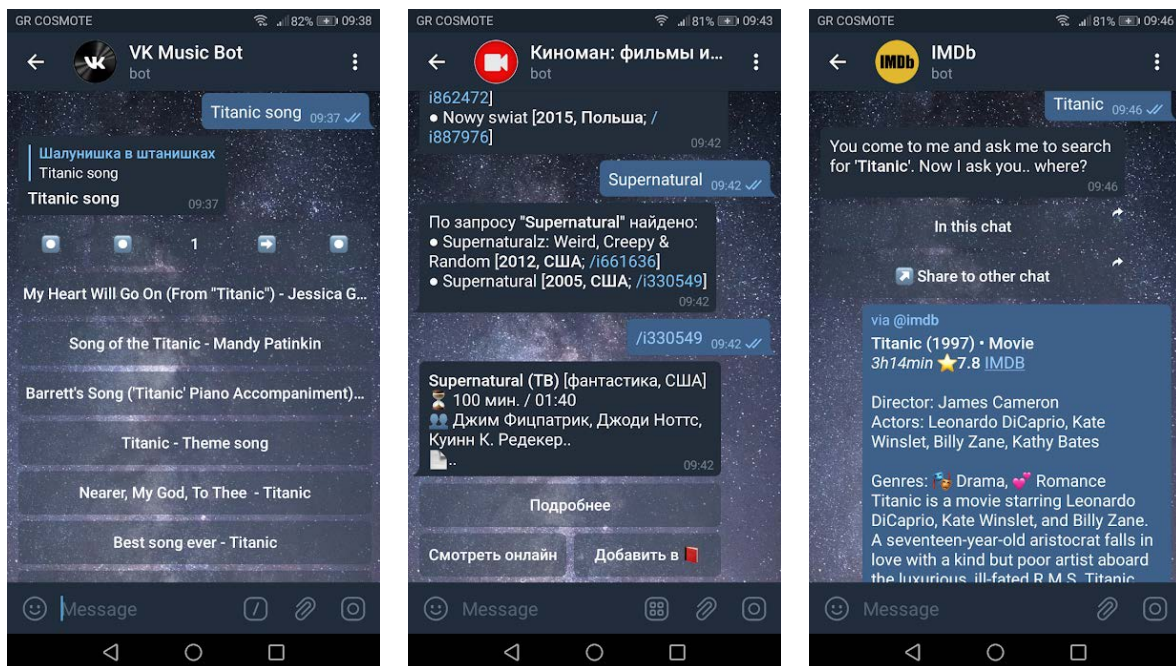 GR COSMOTE
82% 09:38
VK Music Bot
bot
Titanic song 09:37
Шалунишка в штанишках
Titanic song
Titanic song 09:37
1
My Heart Will Go On (From "Titanic") - Jessica G...
Song of the Titanic - Mandy Patinkin
Barrett's Song ('Titanic' Piano Accompaniment)...
Titanic - Theme song
Nearer, My God, To Thee - Titanic
Best song ever - Titanic
Message
GR COSMOTE
81% 09:43
Киноман: фильмы и...
bot
i862472]
● Nowy swiat [2015, Польша; /
i887976]
09:42
Supernatural 09:42
По запросу "Supernatural" найдено:
● Supernaturalz: Weird, Creepy &
Random [2012, США; /i661636]
● Supernatural [2005, США; /i330549]
09:42
/i330549 09:42
Supernatural (ТВ) [фантастика, США]
100 мин. / 01:40
Джим Фицпатрик, Джоди Ноттс,
Куинн К. Редекер..
..
09:42
Подробнее
Смотреть онлайн
Добавить в
Message
GR COSMOTE
81% 09:46
IMDb
IMDb
bot
Titanic 09:46
You come to me and ask me to search
for 'Titanic'. Now I ask you.. where?
09:46
In this chat
Share to other chat
via @imdb
Titanic (1997) • Movie
3h14min ⭐7.8 IMDB
Director: James Cameron
Actors: Leonardo DiCaprio, Kate
Winslet, Billy Zane, Kathy Bates
Genres: Drama, Romance
Titanic is a movie starring Leonardo
DiCaprio, Kate Winslet, and Billy Zane.
A seventeen-year-old aristocrat falls in
love with a kind but poor artist aboard
the luxurious, ill-fated R.M.S. Titanic
Message